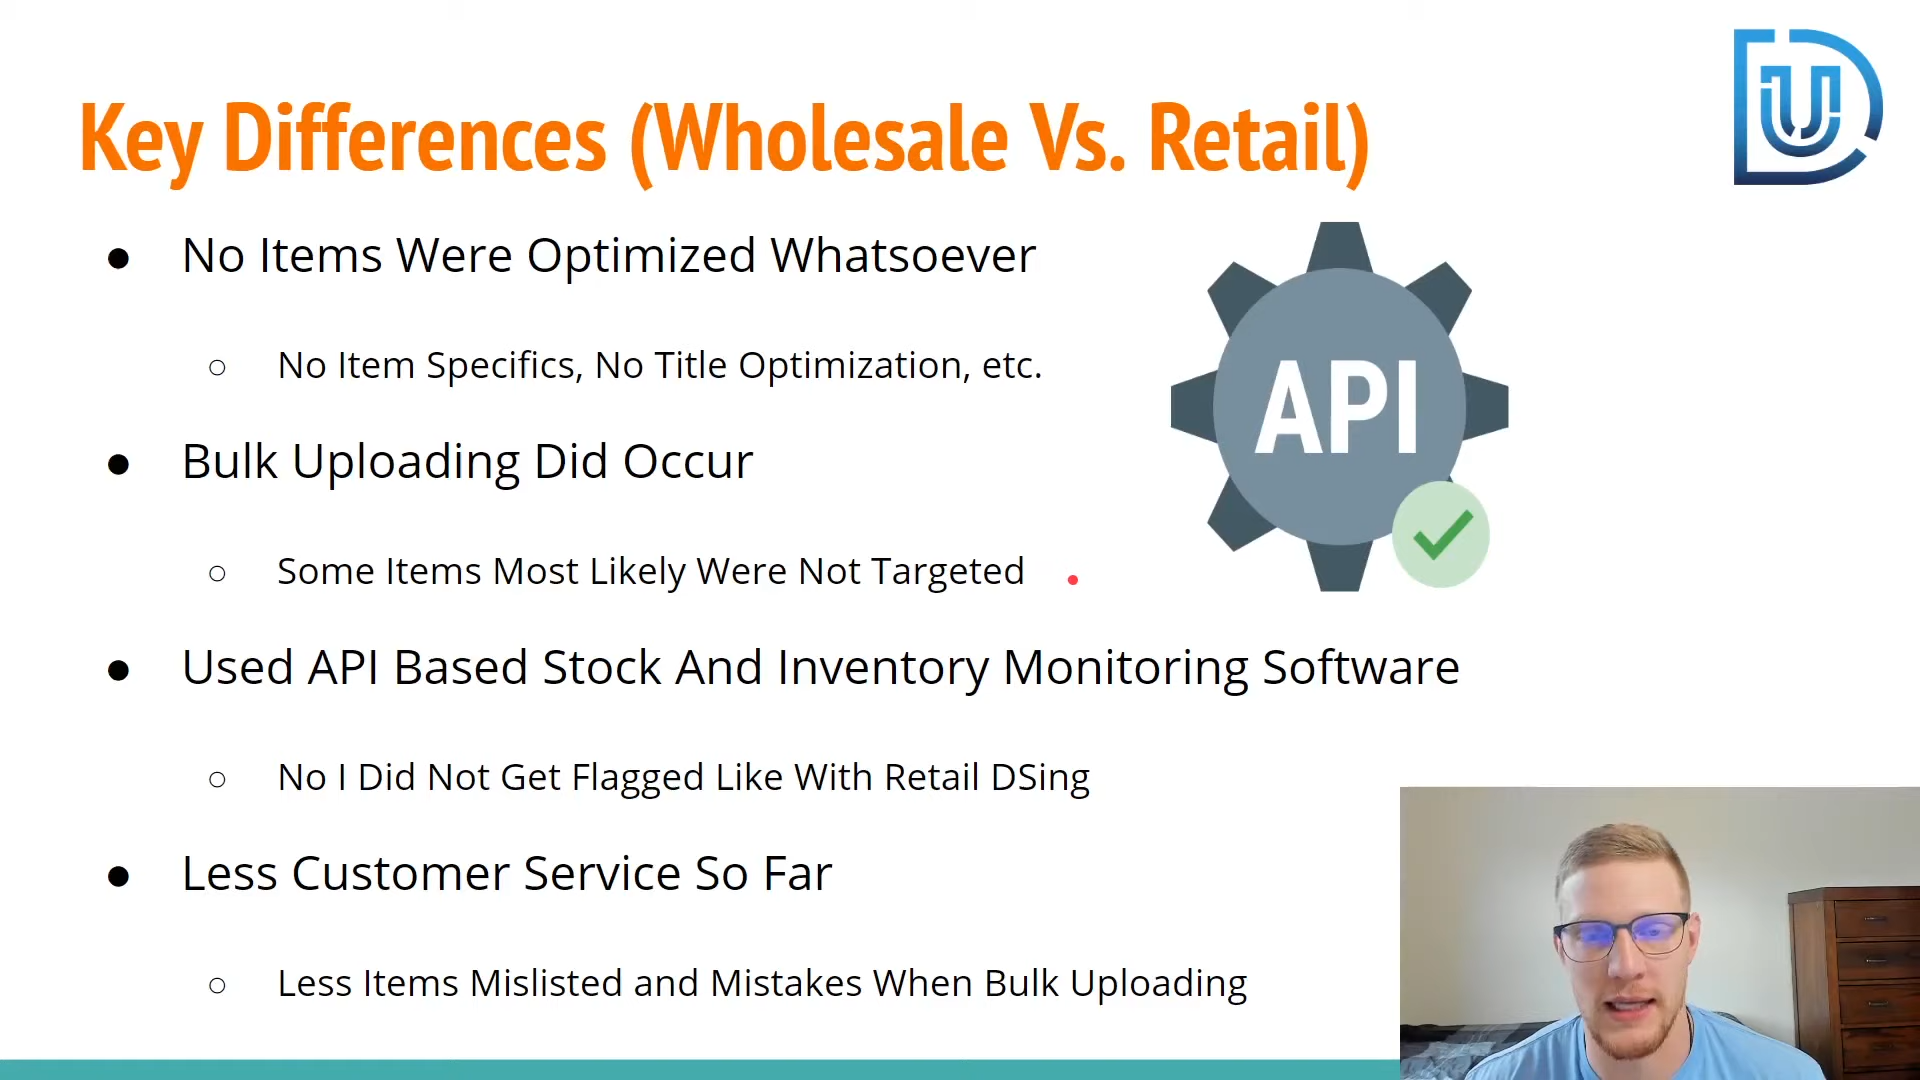 Key Differences (Wholesale Vs. Retail)
UD
● No Items Were Optimized Whatsoever
○ No Item Specifics, No Title Optimization, etc.
API
● Bulk Uploading Did Occur
○ Some Items Most Likely Were Not Targeted
● Used API Based Stock And Inventory Monitoring Software
○ No I Did Not Get Flagged Like With Retail DSing
● Less Customer Service So Far
○ Less Items Mislisted and Mistakes When Bulk Uploading